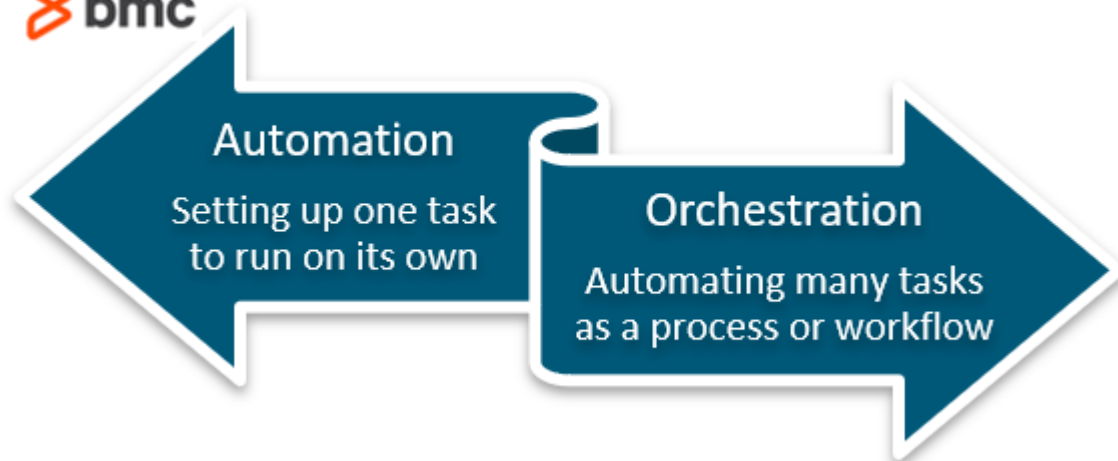 bmc
Automation
Setting up one task
to run on its own
Orchestration
Automating many tasks
as a process or workflow